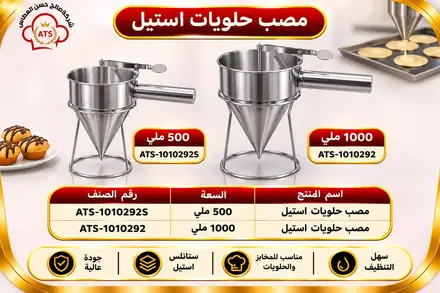 مصب حلويات استيل
شركة صالح حسن العطاس
ATS
500 ملي
ATS-1010292S
1000 ملي
ATS-1010292
اسم المنتج السعة رقم الصنف
مصب حلويات استيل 500 ملي ATS-1010292S
مصب حلويات استيل 1000 ملي ATS-1010292
سهل التنظيف
مناسب للمخابز والحلويات
ستانلس استيل
جودة عالية